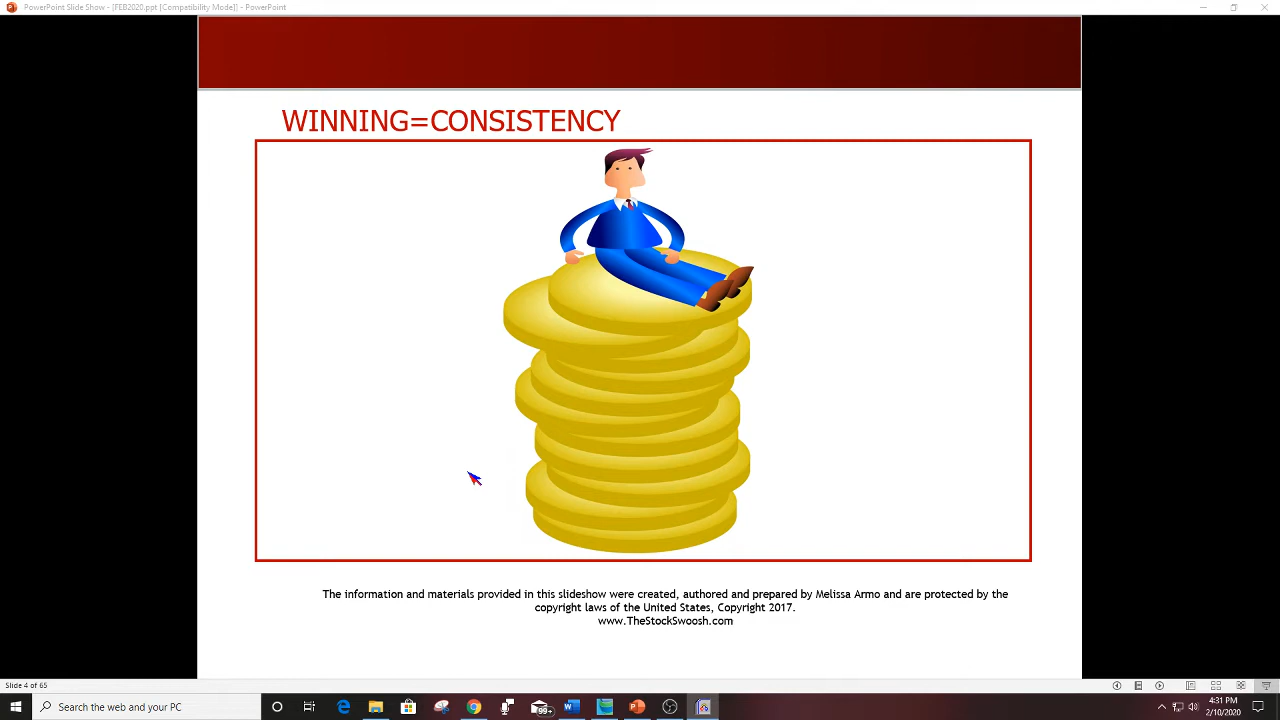 PowerPoint Slide Show - [FEB2020.ppt [Compatibility Mode]] - PowerPoint
WINNING=CONSISTENCY
The information and materials provided in this slideshow were created, authored and prepared by Melissa Armo and are protected by the
copyright laws of the United States, Copyright 2017.
www.TheStockSwoosh.com
Slide 4 of 65
Search the web and your PC
99+
4:31 PM
2/10/2020